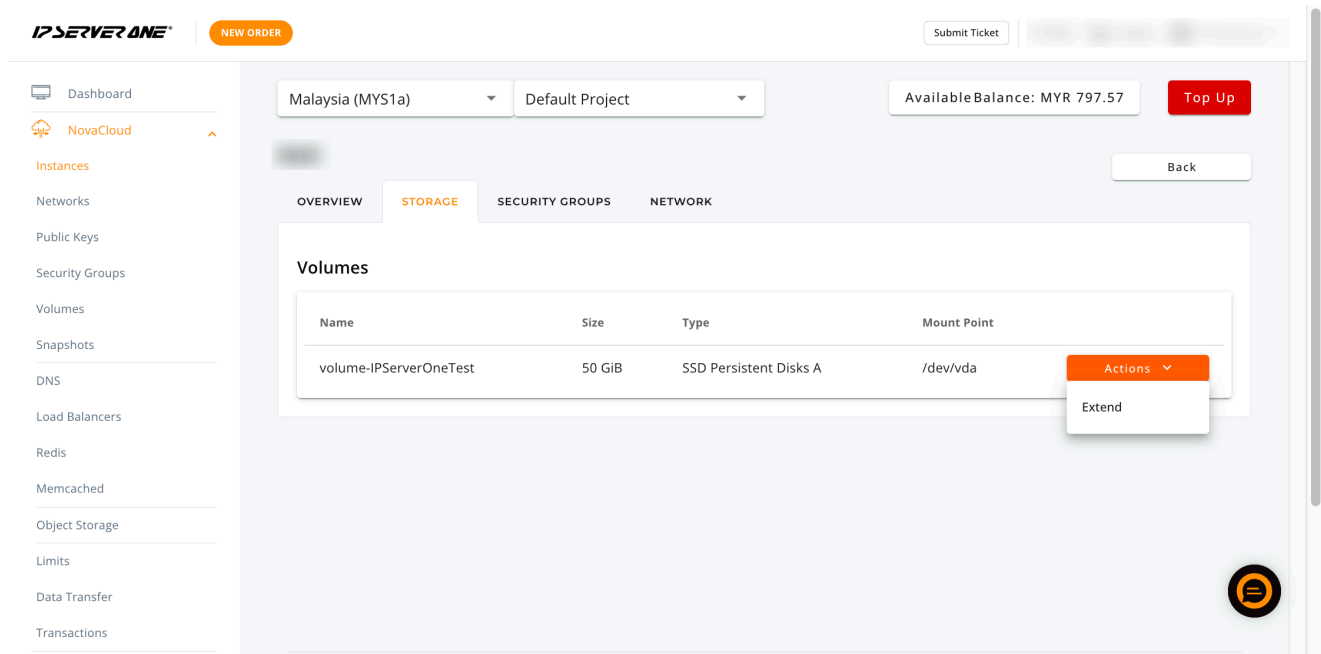 IP SERVER ONE®
NEW ORDER
Submit Ticket
Dashboard
NovaCloud
Instances
Networks
Public Keys
Security Groups
Volumes
Snapshots
DNS
Load Balancers
Redis
Memcached
Object Storage
Limits
Data Transfer
Transactions
Malaysia (MYS1a)
Default Project
Available Balance: MYR 797.57
Top Up
Back
OVERVIEW STORAGE SECURITY GROUPS NETWORK
Volumes
Name Size Type Mount Point
volume-IPServerOneTest 50 GiB SSD Persistent Disks A /dev/vda Actions
Extend